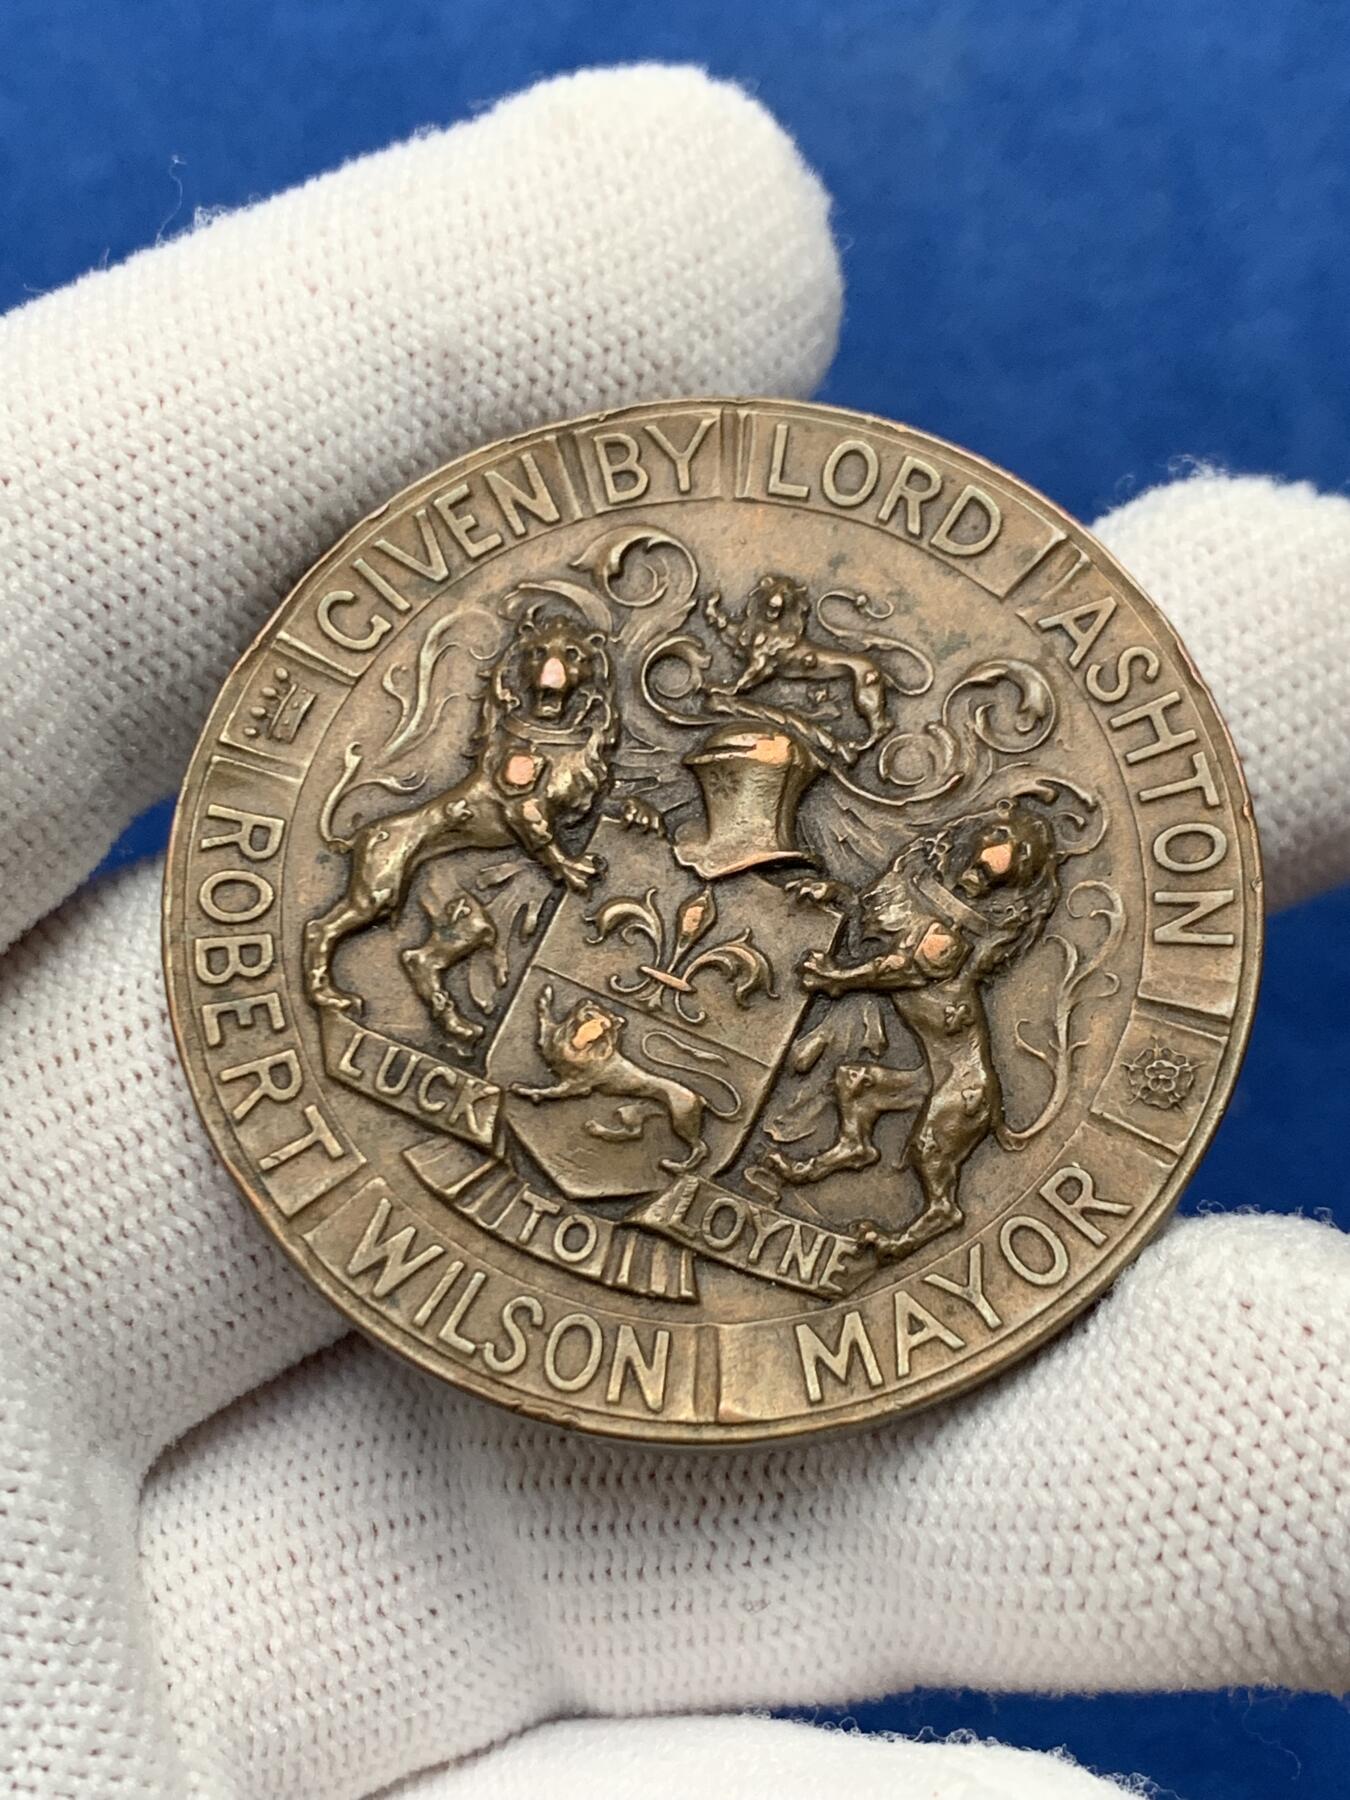 GIVEN BY LORD ASHTON
ROBERT WILSON MAYOR
LUCK TO LOYNE